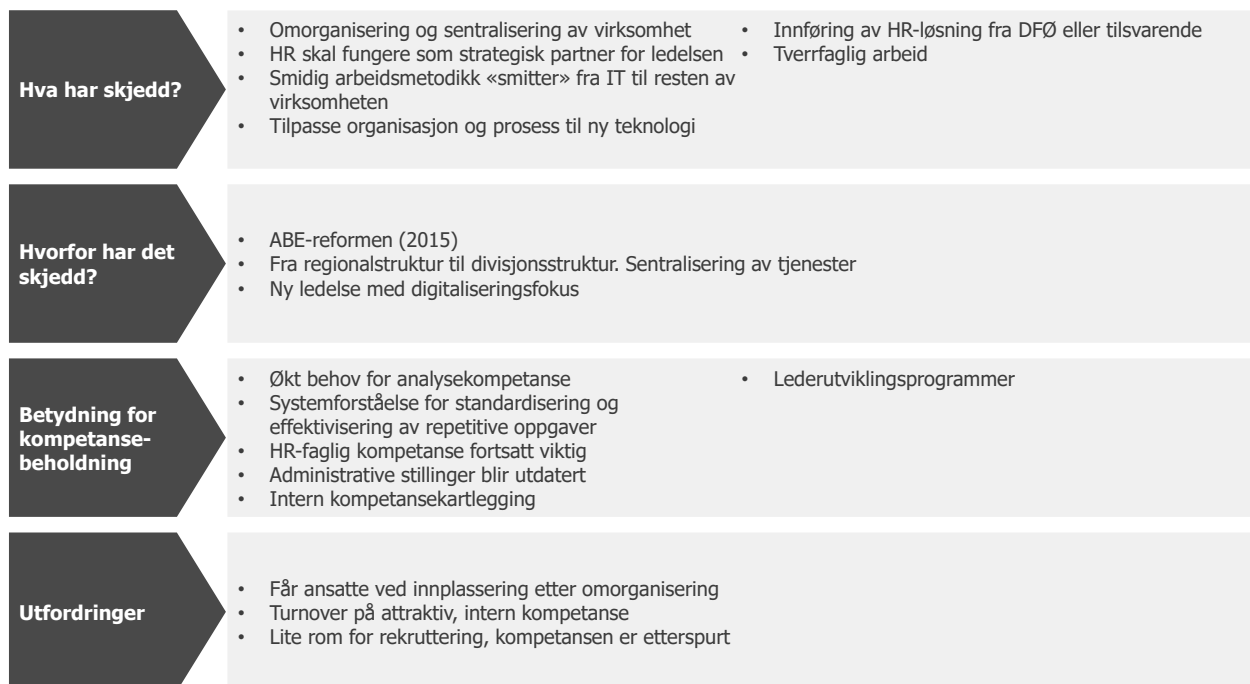 Hva har skjedd?
• Omorganisering og sentralisering av virksomhet
• HR skal fungere som strategisk partner for ledelsen
• Smidig arbeidsmetodikk «smitter» fra IT til resten av
virksomheten
• Tilpasse organisasjon og prosess til ny teknologi
• Innføring av HR-løsning fra DFØ eller tilsvarende
• Tverrfaglig arbeid
Hvorfor har det
skjedd?
• ABE-reformen (2015)
• Fra regionalstruktur til divisjonsstruktur. Sentralisering av tjenester
• Ny ledelse med digitaliseringsfokus
Betydning for
kompetanse-
beholdning
• Økt behov for analysekompetanse
• Systemforståelse for standardisering og
effektivisering av repetitive oppgaver
• HR-faglig kompetanse fortsatt viktig
• Administrative stillinger blir utdatert
• Intern kompetansekartlegging
• Lederutviklingsprogrammer
Utfordringer
• Får ansatte ved innplassering etter omorganisering
• Turnover på attraktiv, intern kompetanse
• Lite rom for rekruttering, kompetansen er etterspurt